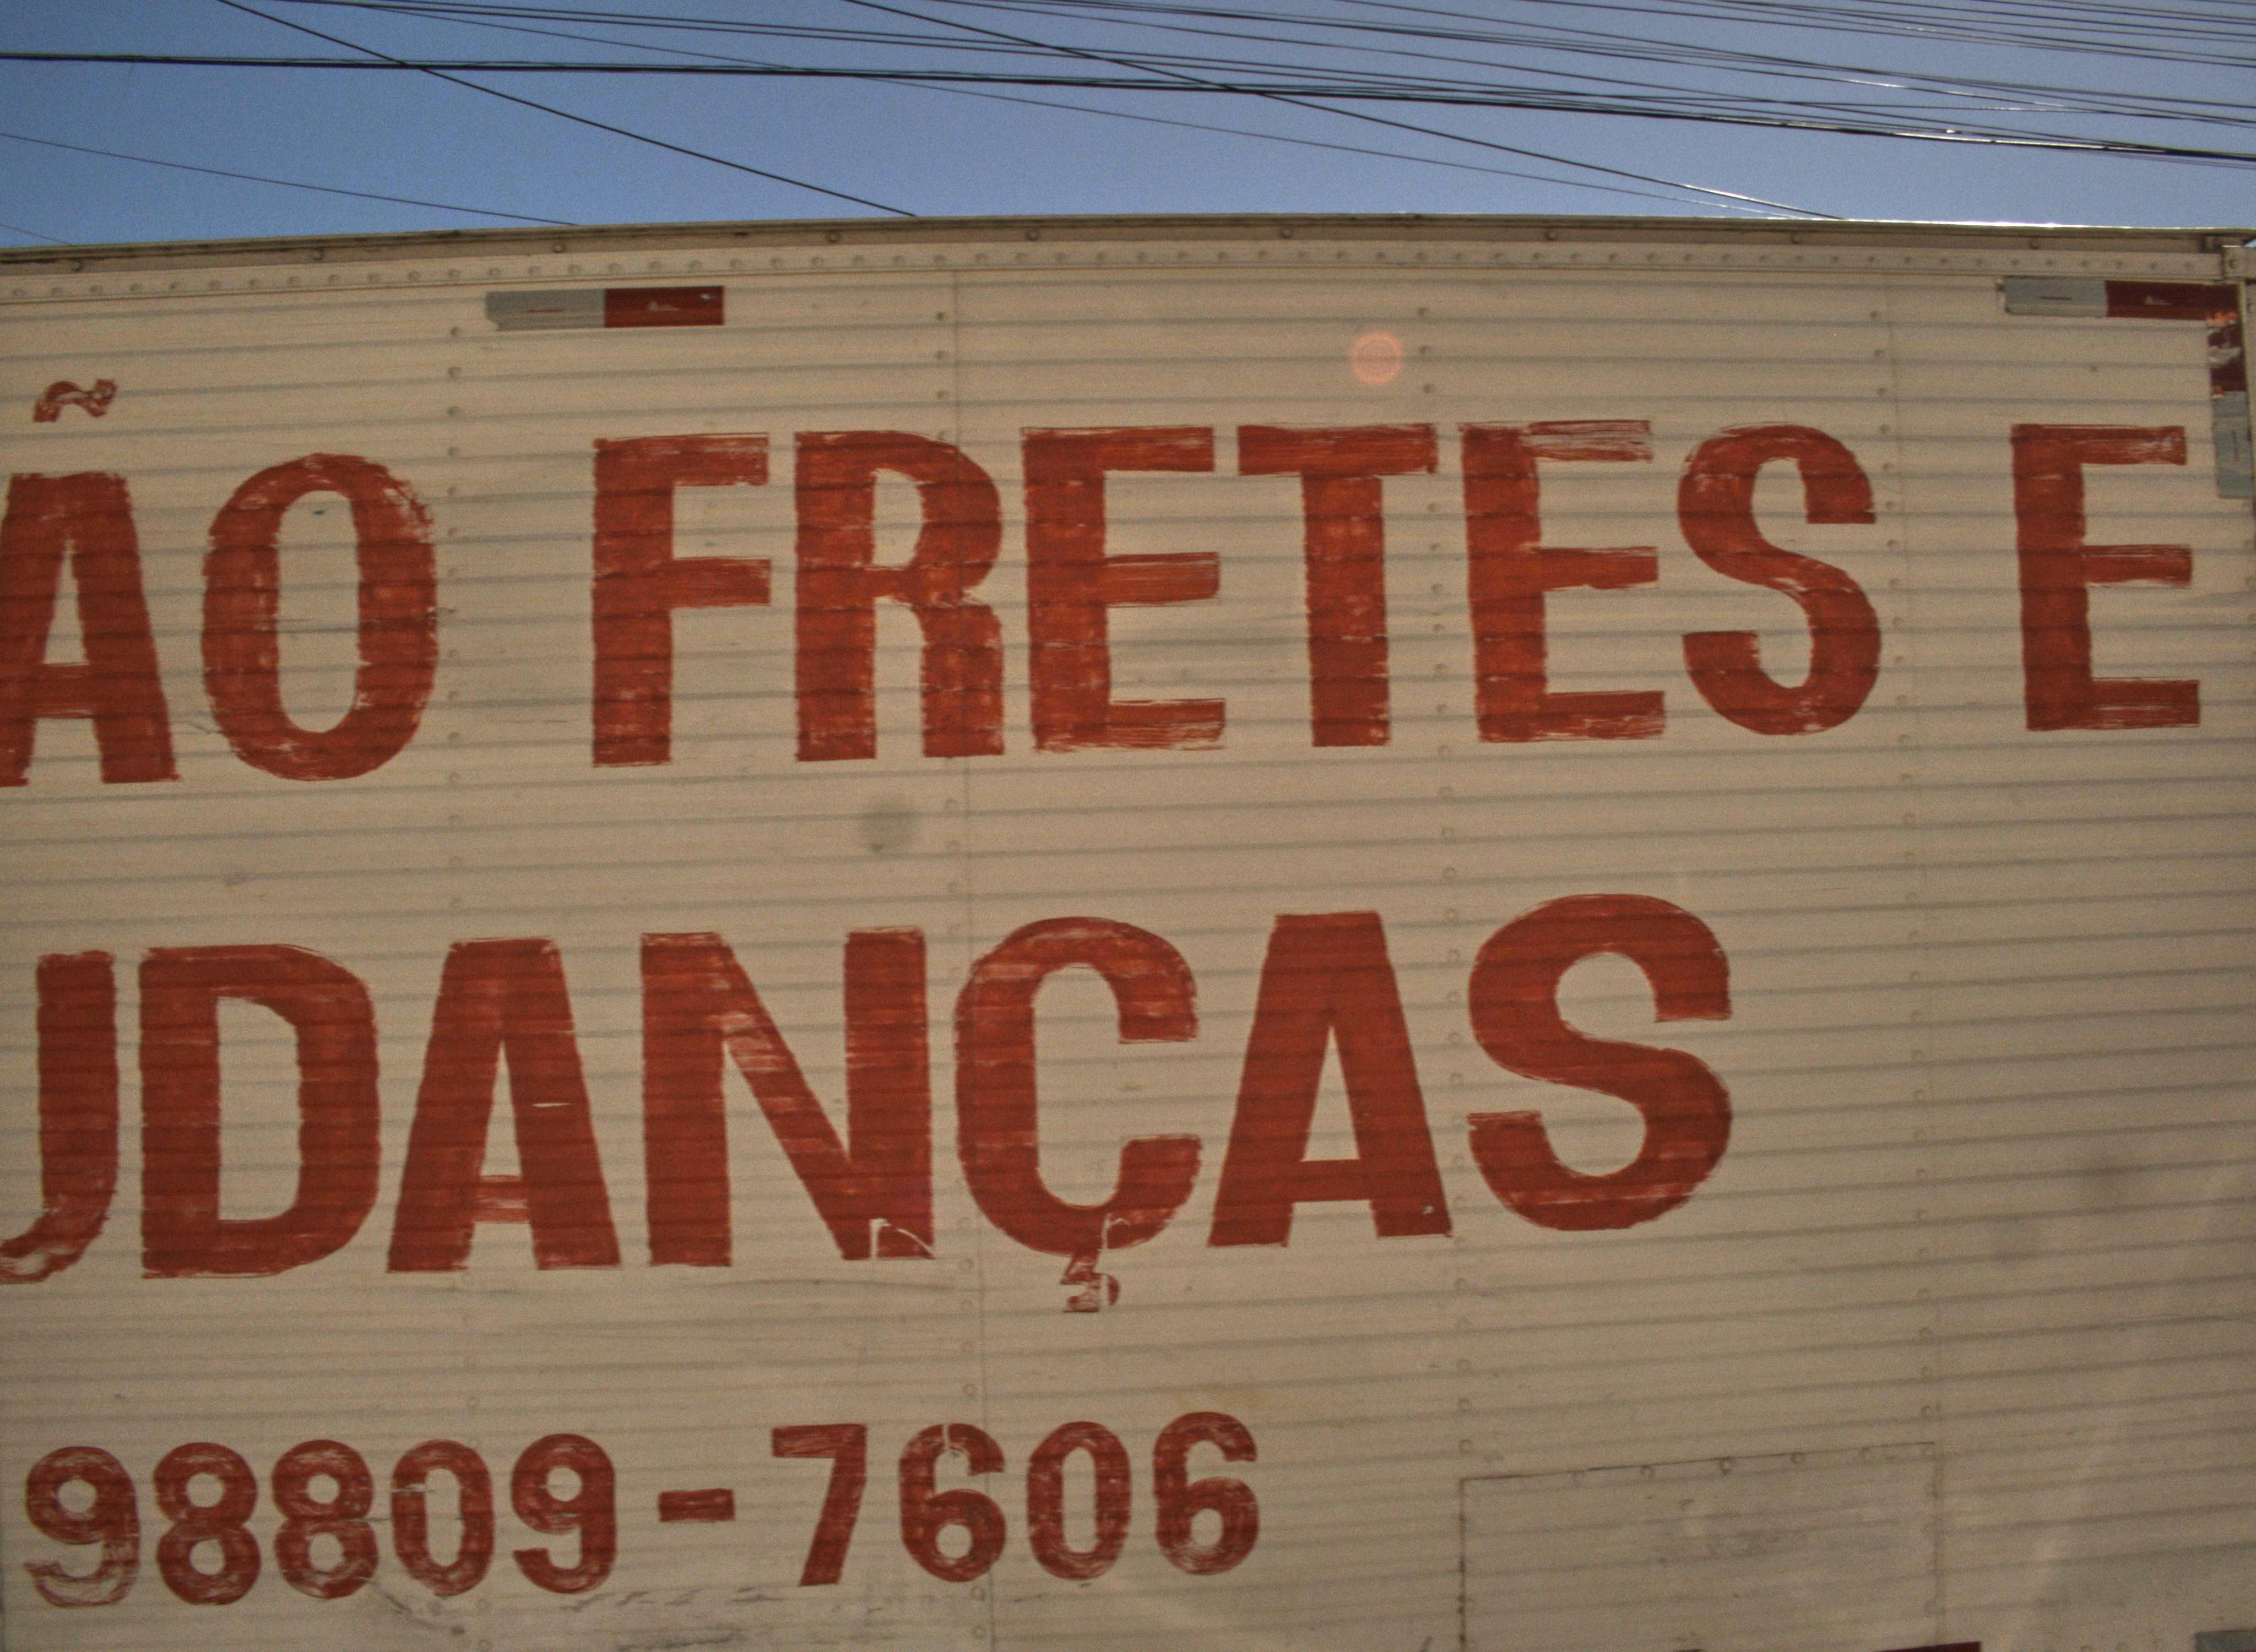 ÃO FRETES E
UDANÇAS
98809-7606